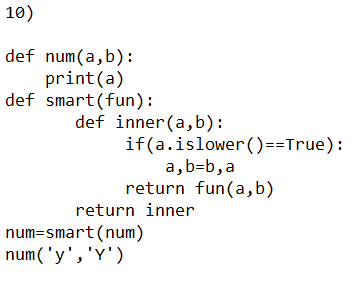 10)

def num(a,b):
    print(a)
def smart(fun):
       def inner(a,b):
            if(a.islower()==True):
                a,b=b,a
            return fun(a,b)
       return inner
num=smart(num)
num('y','Y')